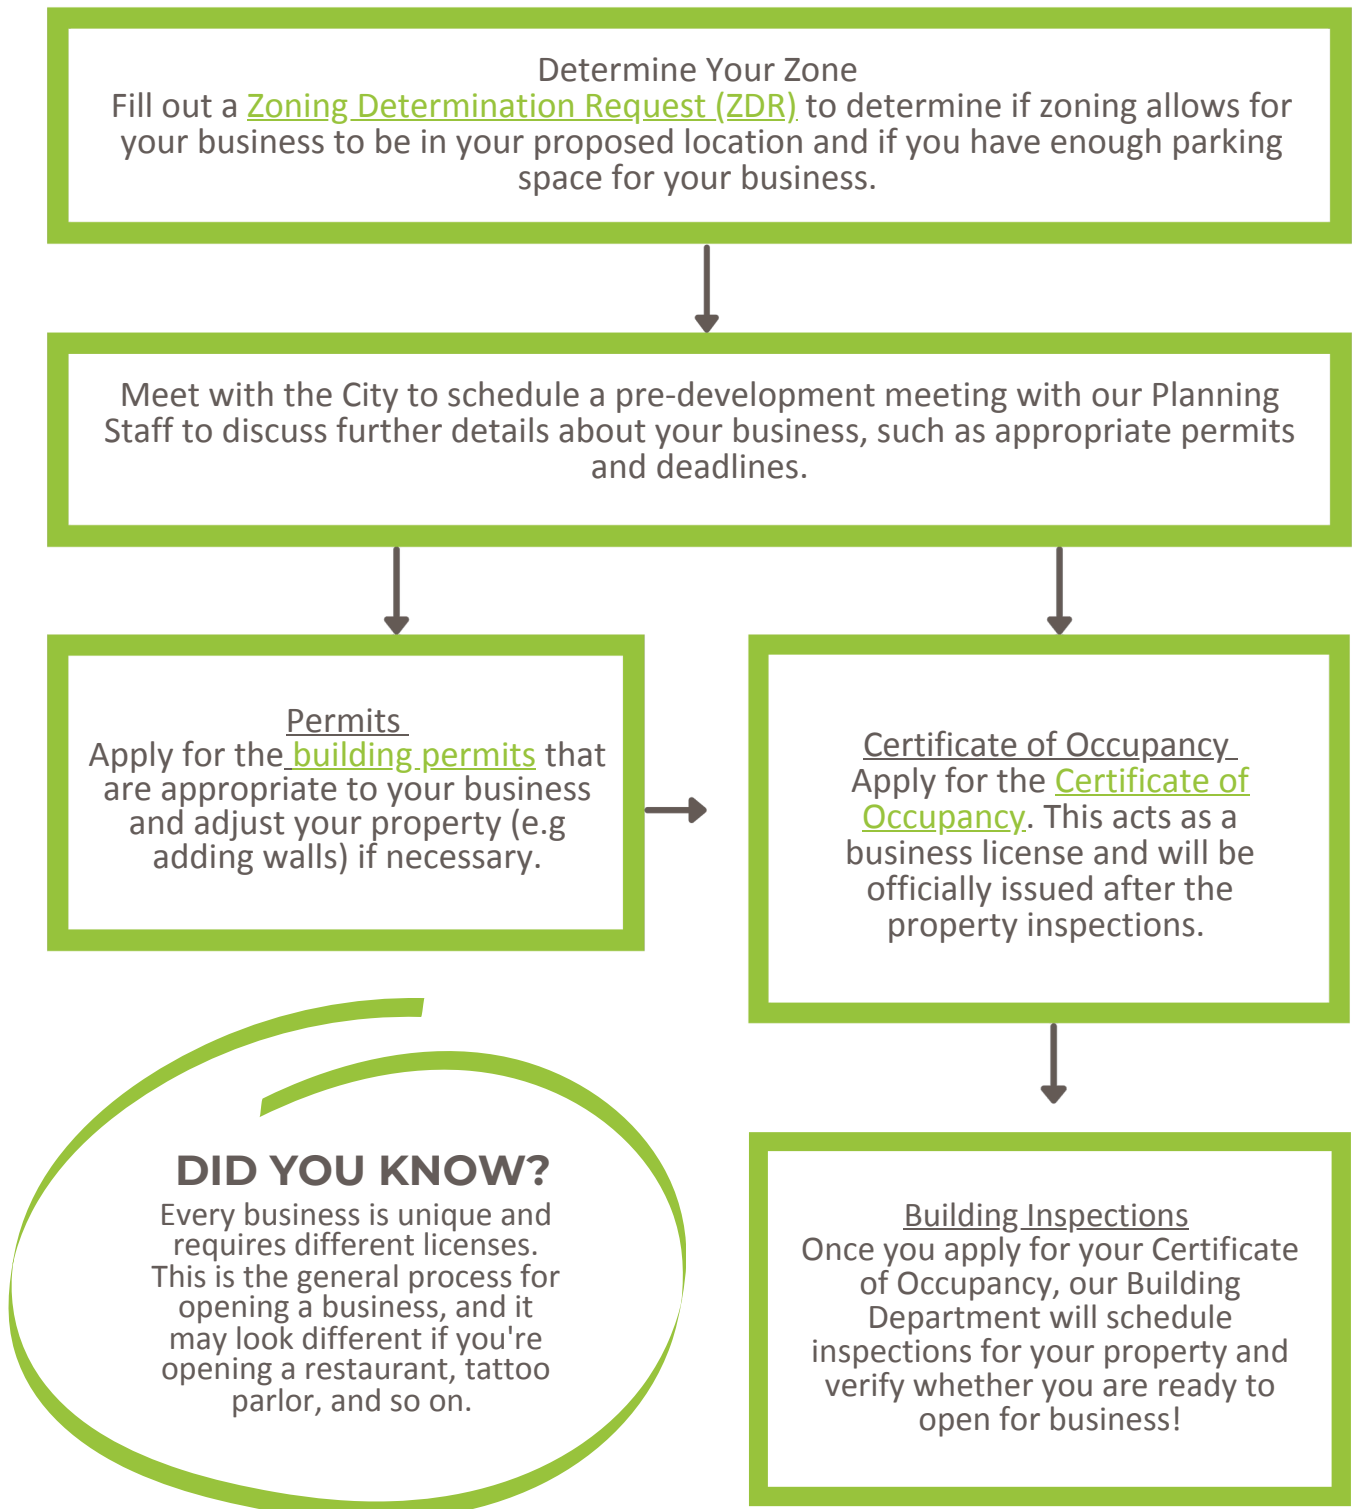 Determine Your Zone
Fill out a Zoning Determination Request (ZDR) to determine if zoning allows for
your business to be in your proposed location and if you have enough parking
space for your business.
Meet with the City to schedule a pre-development meeting with our Planning
Staff to discuss further details about your business, such as appropriate permits
and deadlines.
Permits
Apply for the building permits that
are appropriate to your business
and adjust your property (e.g
adding walls) if necessary.
Certificate of Occupancy
Apply for the Certificate of
Occupancy. This acts as a
business license and will be
officially issued after the
property inspections.
DID YOU KNOW?
Every business is unique and
requires different licenses.
This is the general process for
opening a business, and it
may look different if you're
opening a restaurant, tattoo
parlor, and so on.
Building Inspections
Once you apply for your Certificate
of Occupancy, our Building
Department will schedule
inspections for your property and
verify whether you are ready to
open for business!